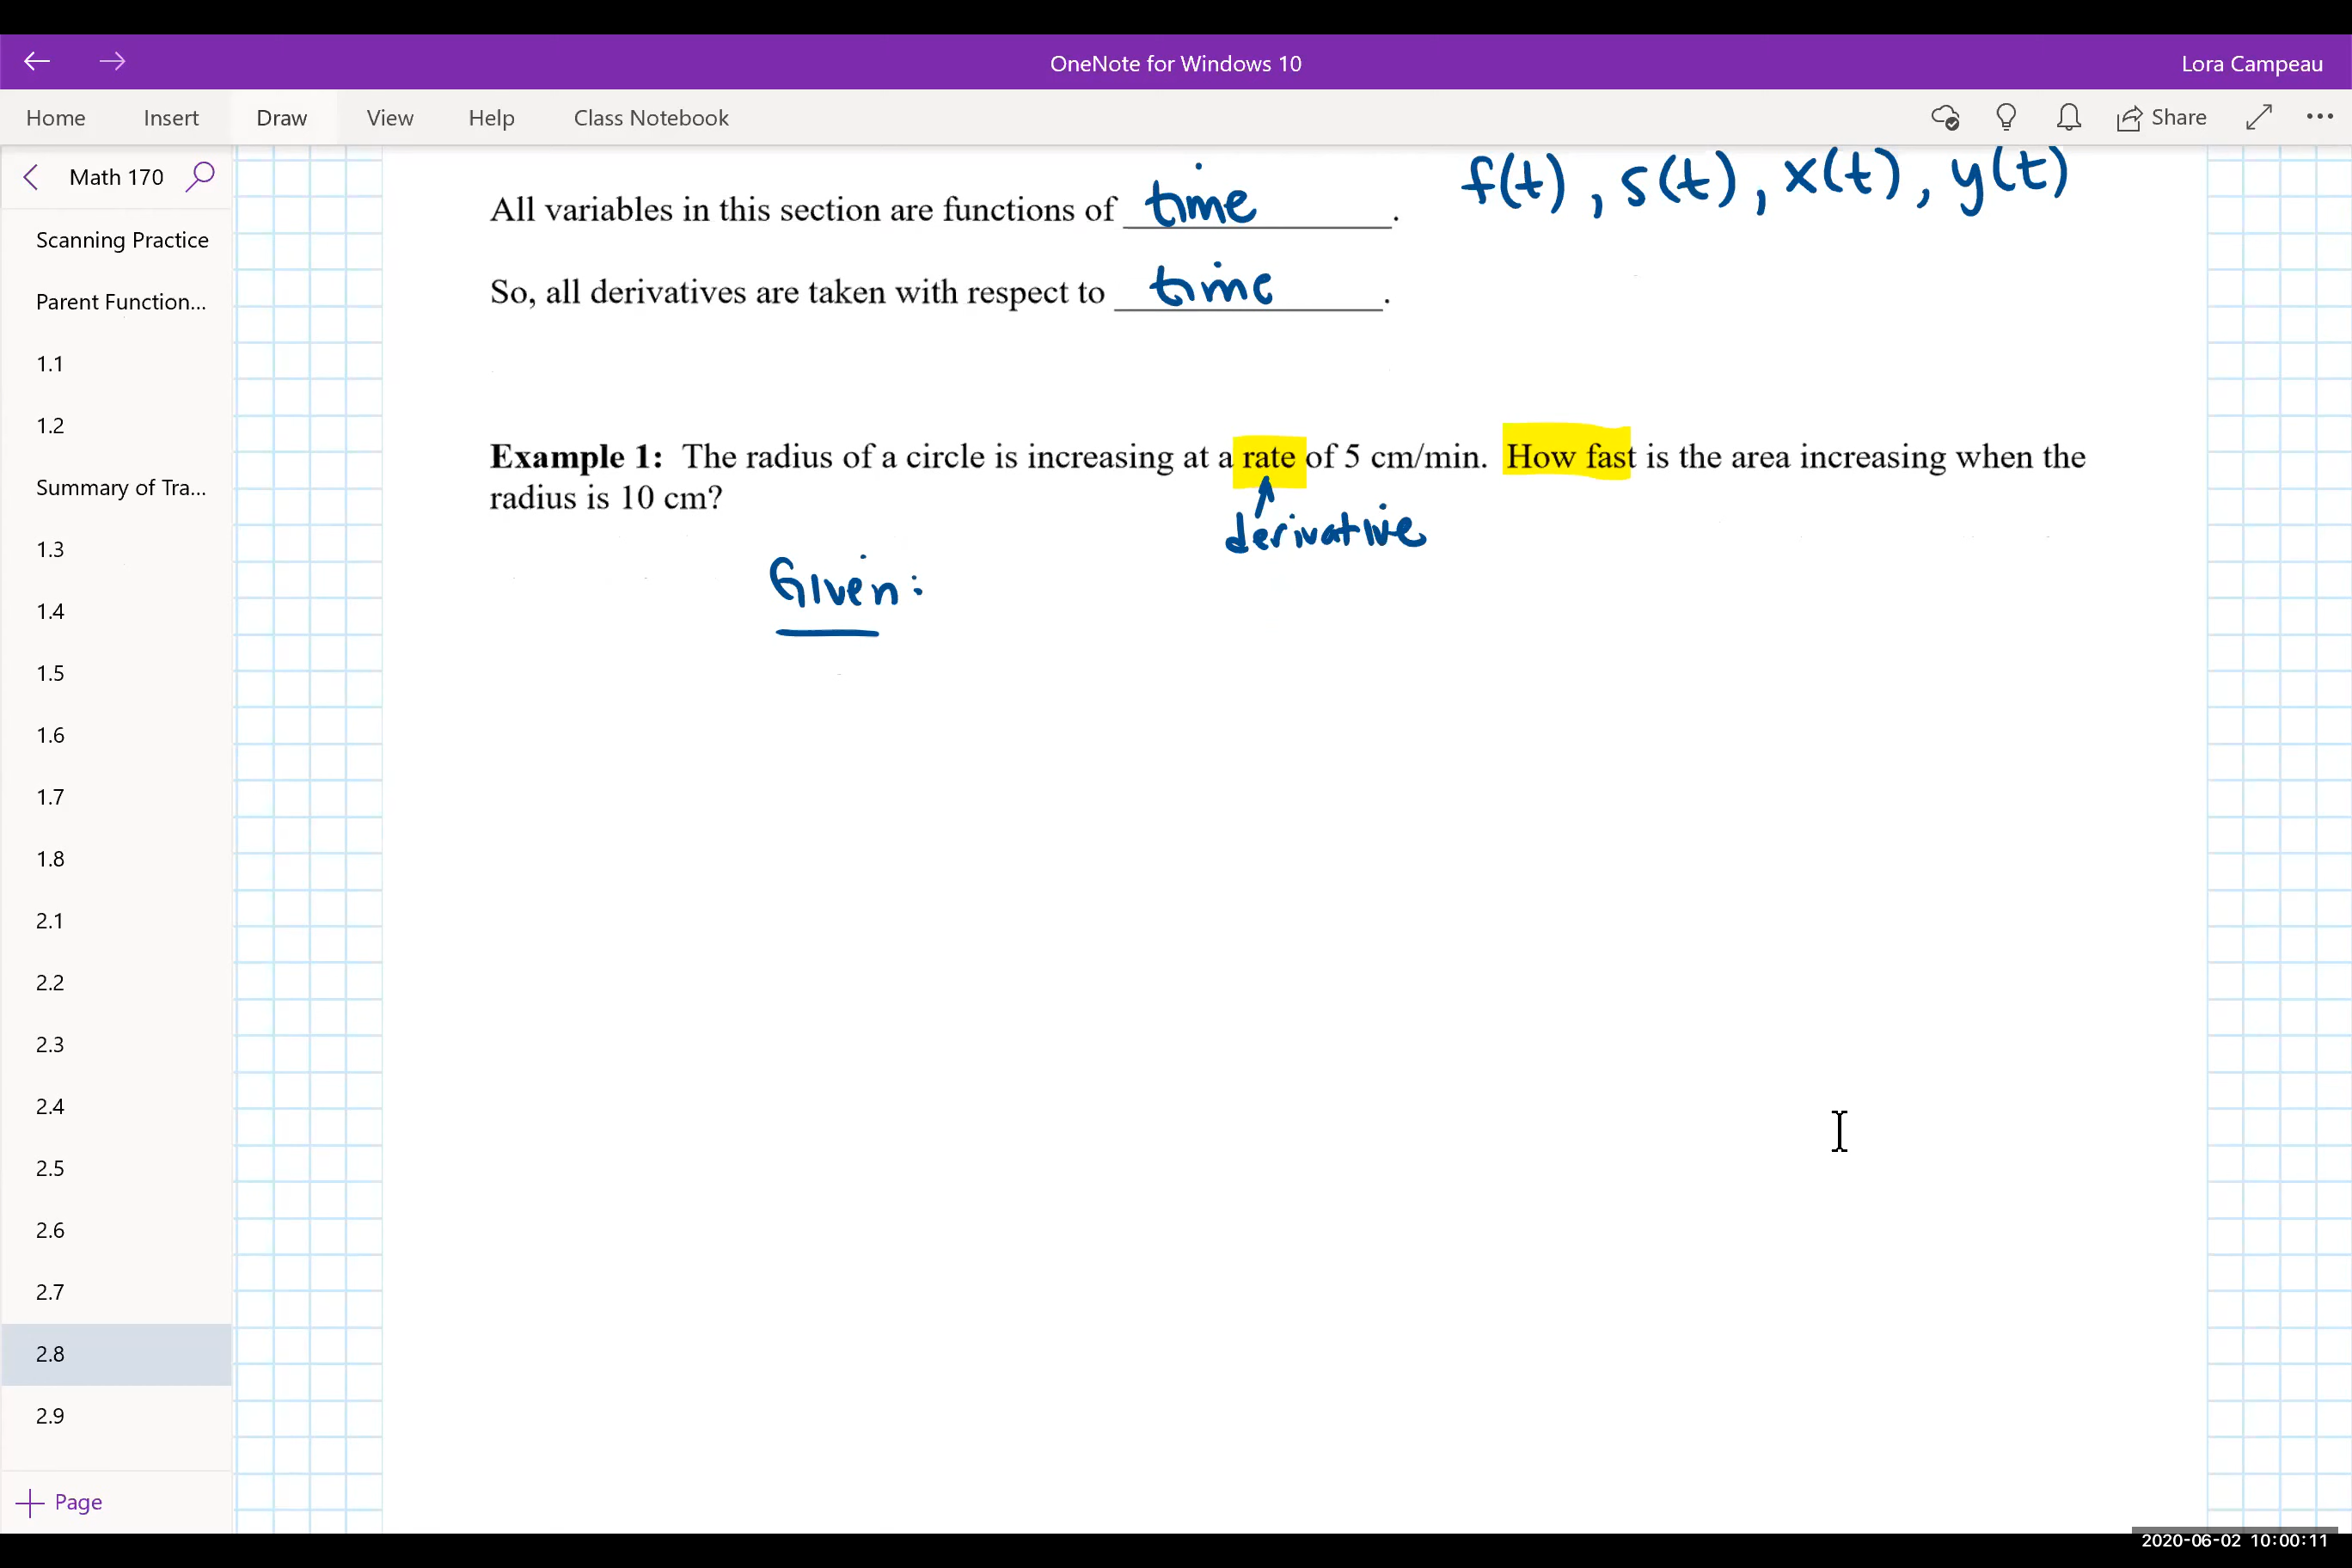 OneNote for Windows 10
Lora Campeau
Home Insert Draw View Help Class Notebook
Share
Math 170
Scanning Practice
Parent Function...
1.1
1.2
Summary of Tra...
1.3
1.4
1.5
1.6
1.7
1.8
2.1
2.2
2.3
2.4
2.5
2.6
2.7
2.8
2.9
Page
All variables in this section are functions of time. f(t), s(t), x(t), y(t)
So, all derivatives are taken with respect to time.
Example 1: The radius of a circle is increasing at a rate of 5 cm/min. How fast is the area increasing when the
radius is 10 cm?
derivative
Given:
2020-06-02 10:00:11